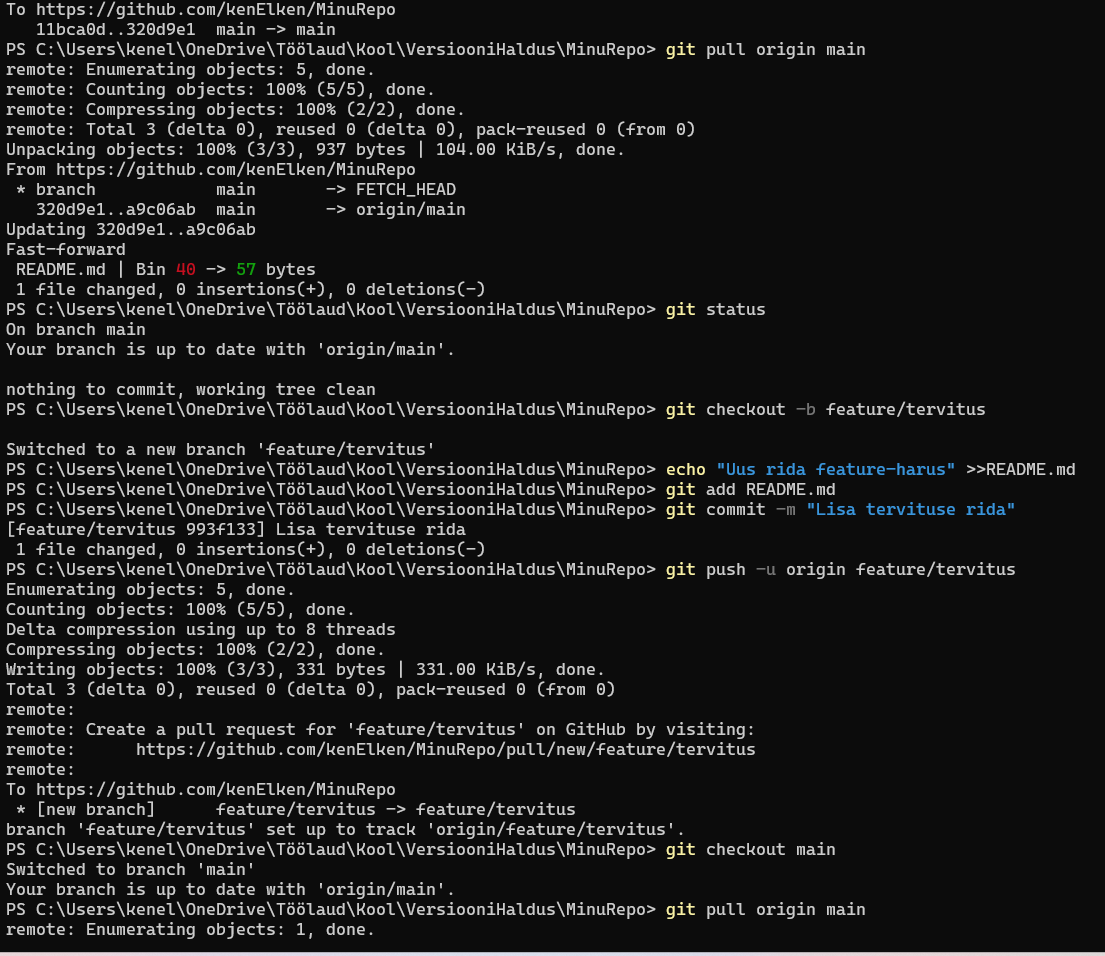 To https://github.com/kenElken/MinuRepo
   11bca0d..320d9e1  main -> main
PS C:\Users\kenel\OneDrive\Töölaud\Kool\VersiooniHaldus\MinuRepo> git pull origin main
remote: Enumerating objects: 5, done.
remote: Counting objects: 100% (5/5), done.
remote: Compressing objects: 100% (2/2), done.
remote: Total 3 (delta 0), reused 0 (delta 0), pack-reused 0 (from 0)
Unpacking objects: 100% (3/3), 937 bytes | 104.00 KiB/s, done.
From https://github.com/kenElken/MinuRepo
 * branch            main       -> FETCH_HEAD
   320d9e1..a9c06ab  main       -> origin/main
Updating 320d9e1..a9c06ab
Fast-forward
 README.md | Bin 40 -> 57 bytes
 1 file changed, 0 insertions(+), 0 deletions(-)
PS C:\Users\kenel\OneDrive\Töölaud\Kool\VersiooniHaldus\MinuRepo> git status
On branch main
Your branch is up to date with 'origin/main'.

nothing to commit, working tree clean
PS C:\Users\kenel\OneDrive\Töölaud\Kool\VersiooniHaldus\MinuRepo> git checkout -b feature/tervitus

Switched to a new branch 'feature/tervitus'
PS C:\Users\kenel\OneDrive\Töölaud\Kool\VersiooniHaldus\MinuRepo> echo "Uus rida feature-harus" >>README.md
PS C:\Users\kenel\OneDrive\Töölaud\Kool\VersiooniHaldus\MinuRepo> git add README.md
PS C:\Users\kenel\OneDrive\Töölaud\Kool\VersiooniHaldus\MinuRepo> git commit -m "Lisa tervituse rida"
[feature/tervitus 993f133] Lisa tervituse rida
 1 file changed, 0 insertions(+), 0 deletions(-)
PS C:\Users\kenel\OneDrive\Töölaud\Kool\VersiooniHaldus\MinuRepo> git push -u origin feature/tervitus
Enumerating objects: 5, done.
Counting objects: 100% (5/5), done.
Delta compression using up to 8 threads
Compressing objects: 100% (2/2), done.
Writing objects: 100% (3/3), 331 bytes | 331.00 KiB/s, done.
Total 3 (delta 0), reused 0 (delta 0), pack-reused 0 (from 0)
remote:
remote: Create a pull request for 'feature/tervitus' on GitHub by visiting:
remote:      https://github.com/kenElken/MinuRepo/pull/new/feature/tervitus
remote:
To https://github.com/kenElken/MinuRepo
 * [new branch]      feature/tervitus -> feature/tervitus
branch 'feature/tervitus' set up to track 'origin/feature/tervitus'.
PS C:\Users\kenel\OneDrive\Töölaud\Kool\VersiooniHaldus\MinuRepo> git checkout main
Switched to branch 'main'
Your branch is up to date with 'origin/main'.
PS C:\Users\kenel\OneDrive\Töölaud\Kool\VersiooniHaldus\MinuRepo> git pull origin main
remote: Enumerating objects: 1, done.